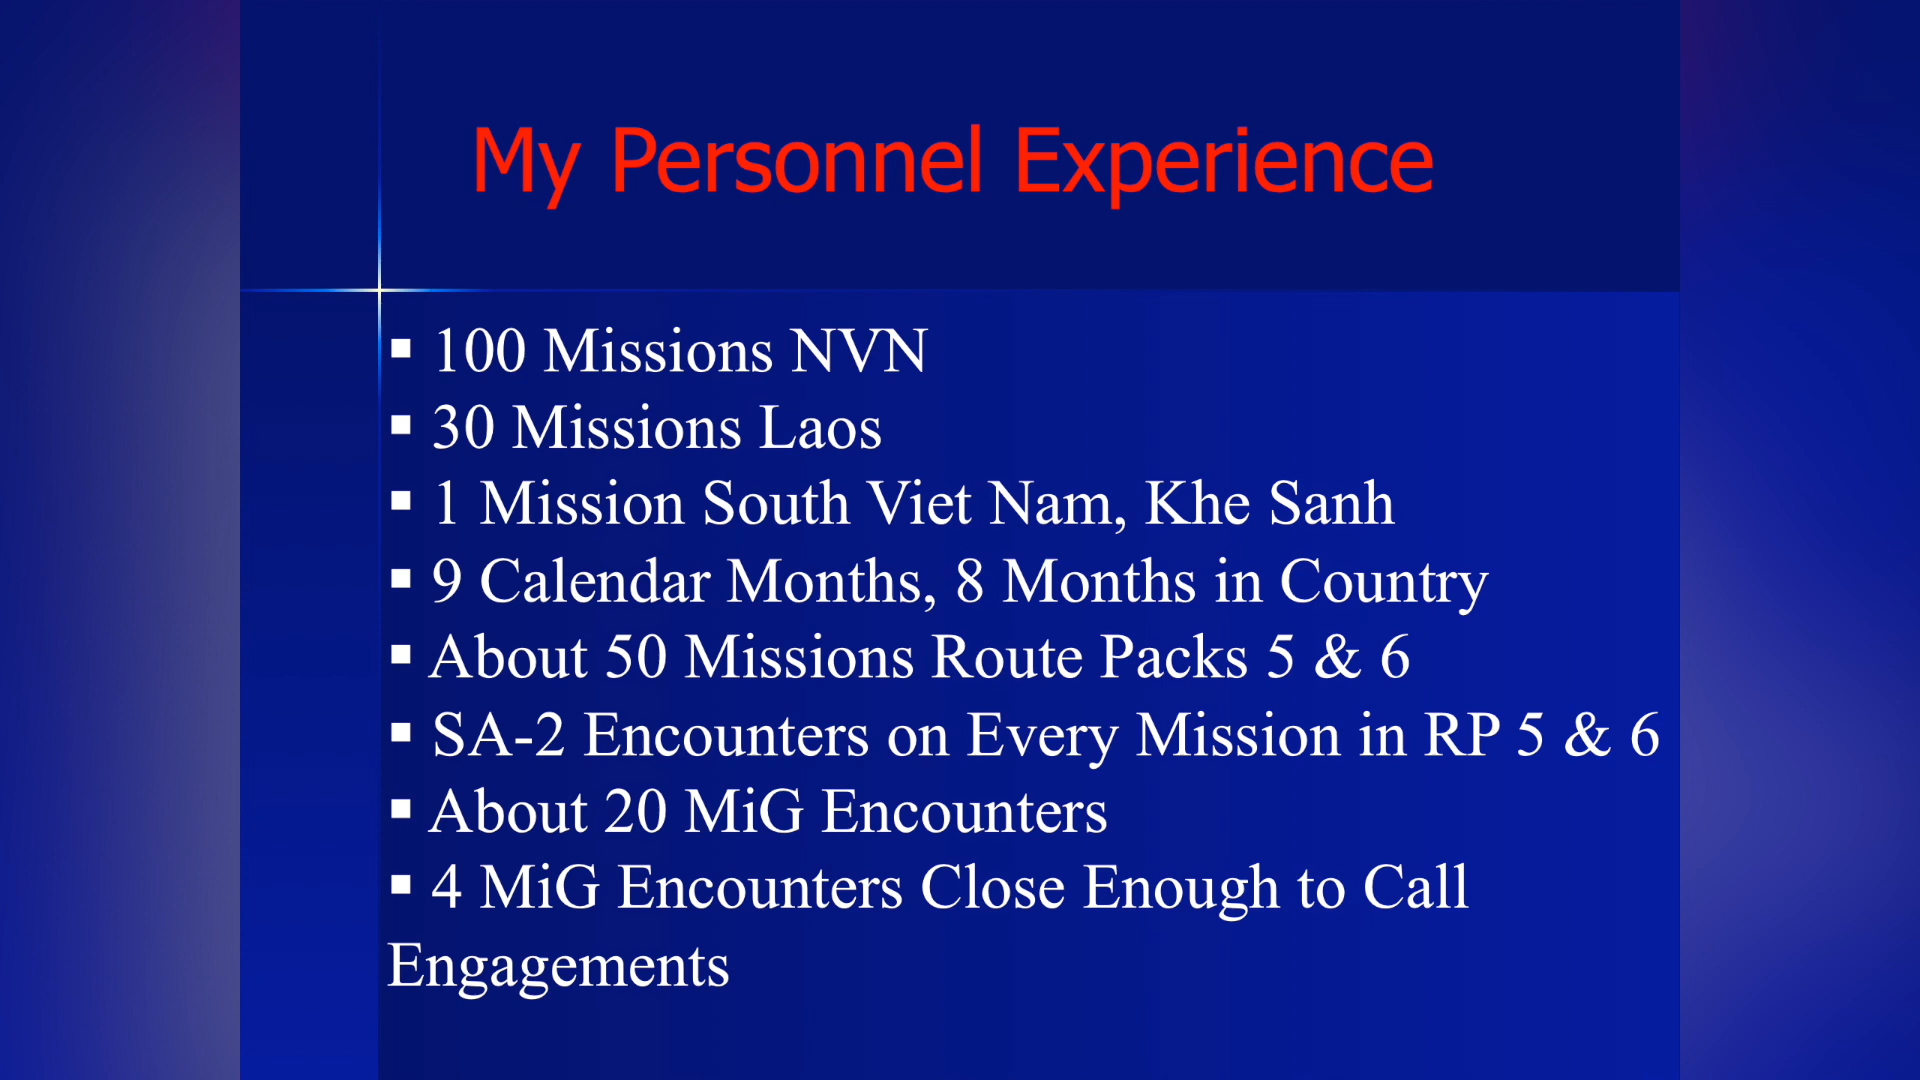 My Personnel Experience
▪ 100 Missions NVN
▪ 30 Missions Laos
▪ 1 Mission South Viet Nam, Khe Sanh
▪ 9 Calendar Months, 8 Months in Country
▪ About 50 Missions Route Packs 5 & 6
▪ SA-2 Encounters on Every Mission in RP 5 & 6
▪ About 20 MiG Encounters
▪ 4 MiG Encounters Close Enough to Call
Engagements